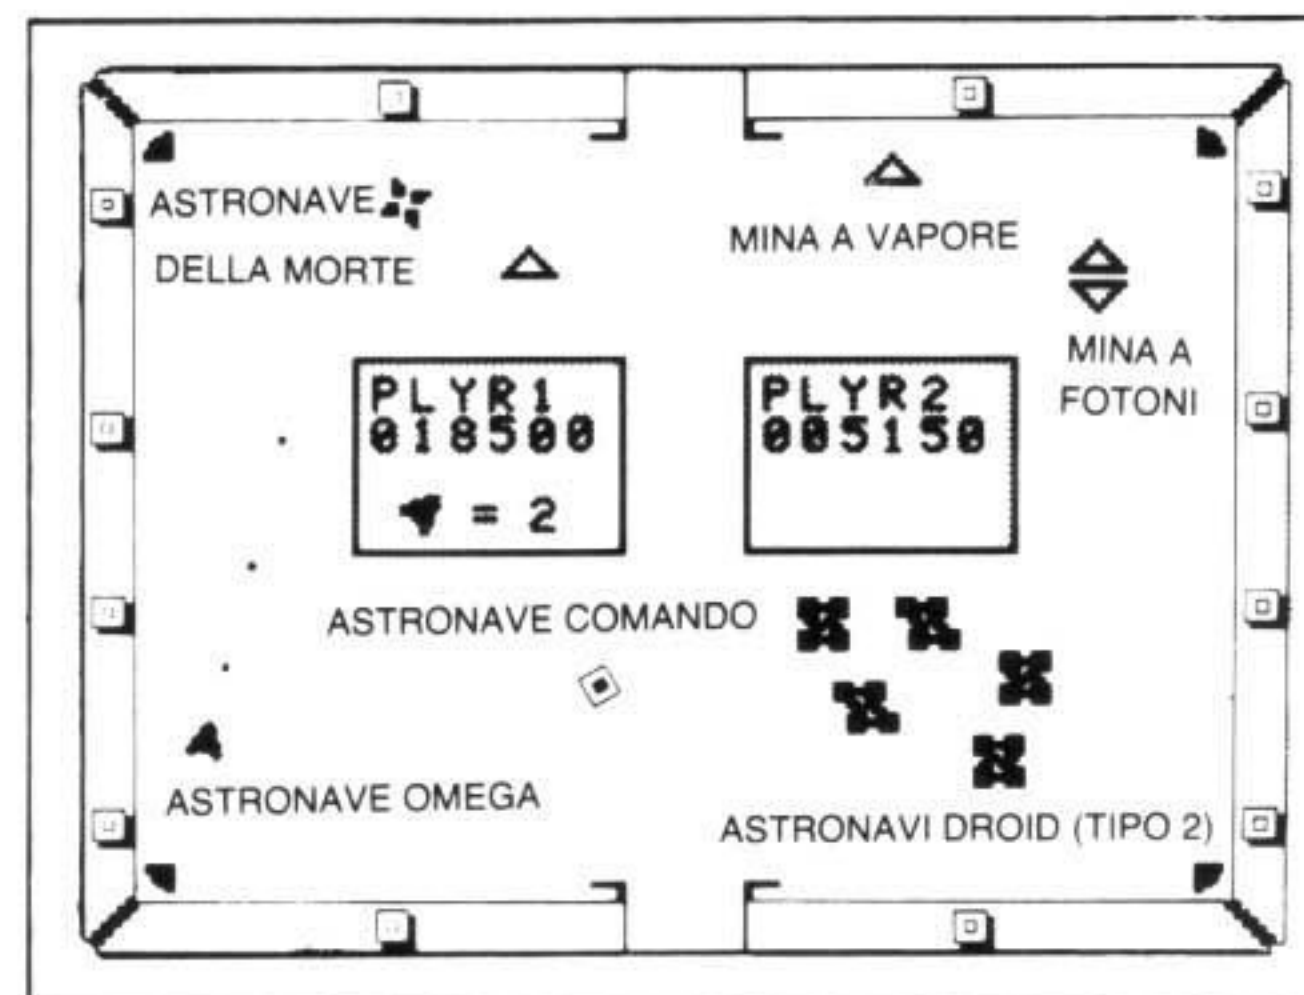 ASTRONAVE
DELLA MORTE
MINA A VAPORE
MINA A
FOTONI
PLYR1
018500
= 2
PLYR2
005150
ASTRONAVE COMANDO
ASTRONAVE OMEGA
ASTRONAVI DROID (TIPO 2)